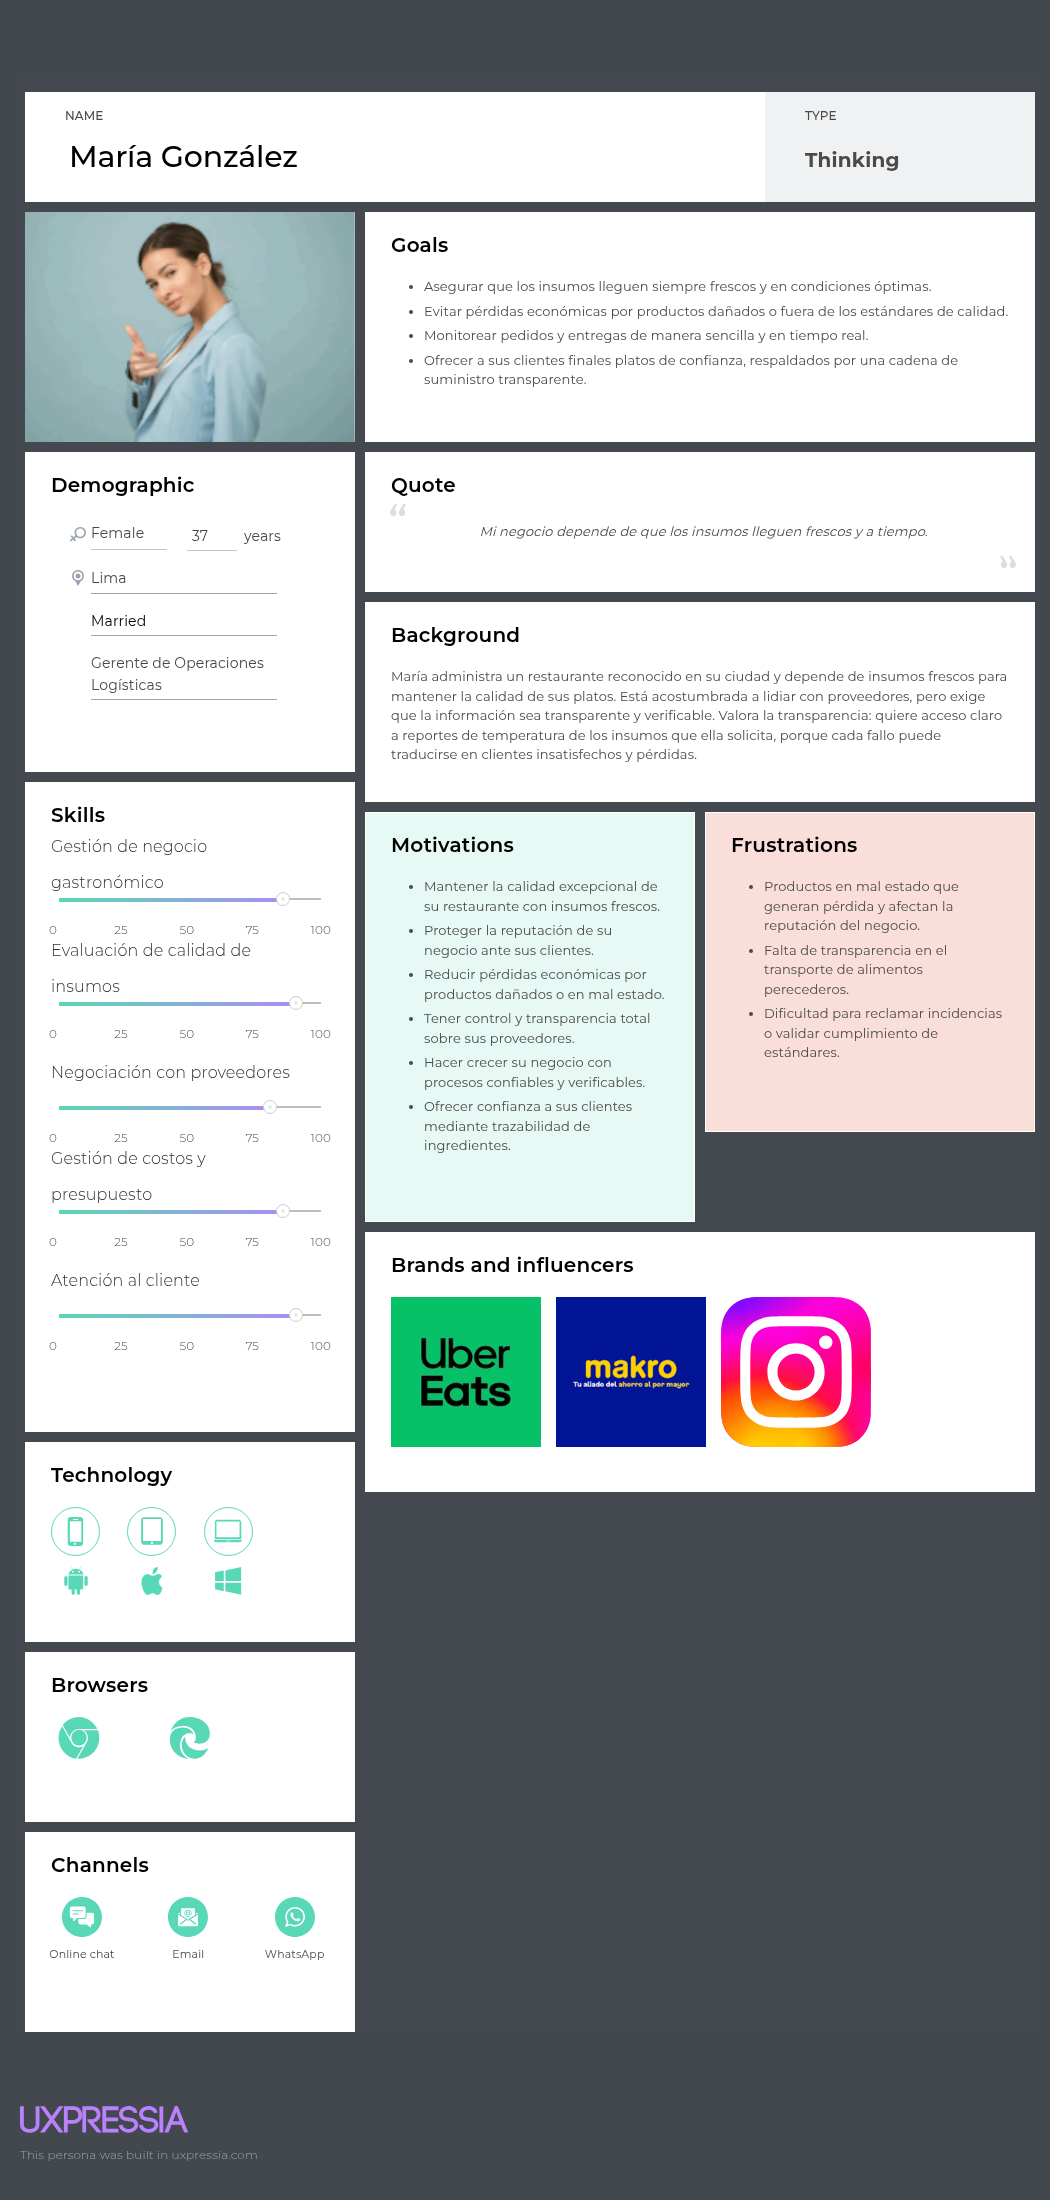 NAME
María González
TYPE
Thinking
Goals
Asegurar que los insumos lleguen siempre frescos y en condiciones óptimas.
Evitar pérdidas económicas por productos dañados o fuera de los estándares de calidad.
Monitorear pedidos y entregas de manera sencilla y en tiempo real.
Ofrecer a sus clientes finales platos de confianza, respaldados por una cadena de
suministro transparente.
Demographic
Female
37 years
Lima
Married
Gerente de Operaciones
Logísticas
Quote
“
Mi negocio depende de que los insumos lleguen frescos y a tiempo.
”
Background
María administra un restaurante reconocido en su ciudad y depende de insumos frescos para
mantener la calidad de sus platos. Está acostumbrada a lidiar con proveedores, pero exige
que la información sea transparente y verificable. Valora la transparencia: quiere acceso claro
a reportes de temperatura de los insumos que ella solicita, porque cada fallo puede
traducirse en clientes insatisfechos y pérdidas.
Skills
Gestión de negocio
gastronómico
0 25 50 75 100
Evaluación de calidad de
insumos
0 25 50 75 100
Negociación con proveedores
0 25 50 75 100
Gestión de costos y
presupuesto
0 25 50 75 100
Atención al cliente
0 25 50 75 100
Motivations
Mantener la calidad excepcional de
su restaurante con insumos frescos.
Proteger la reputación de su
negocio ante sus clientes.
Reducir pérdidas económicas por
productos dañados o en mal estado.
Tener control y transparencia total
sobre sus proveedores.
Hacer crecer su negocio con
procesos confiables y verificables.
Ofrecer confianza a sus clientes
mediante trazabilidad de
ingredientes.
Frustrations
Productos en mal estado que
generan pérdida y afectan la
reputación del negocio.
Falta de transparencia en el
transporte de alimentos
perecederos.
Dificultad para reclamar incidencias
o validar cumplimiento de
estándares.
Brands and influencers
Uber
Eats
makro
Tu aliado del ahorro al por mayor
Technology
Browsers
Channels
Online chat
Email
WhatsApp
UXPRESSIA
This persona was built in uxpressia.com